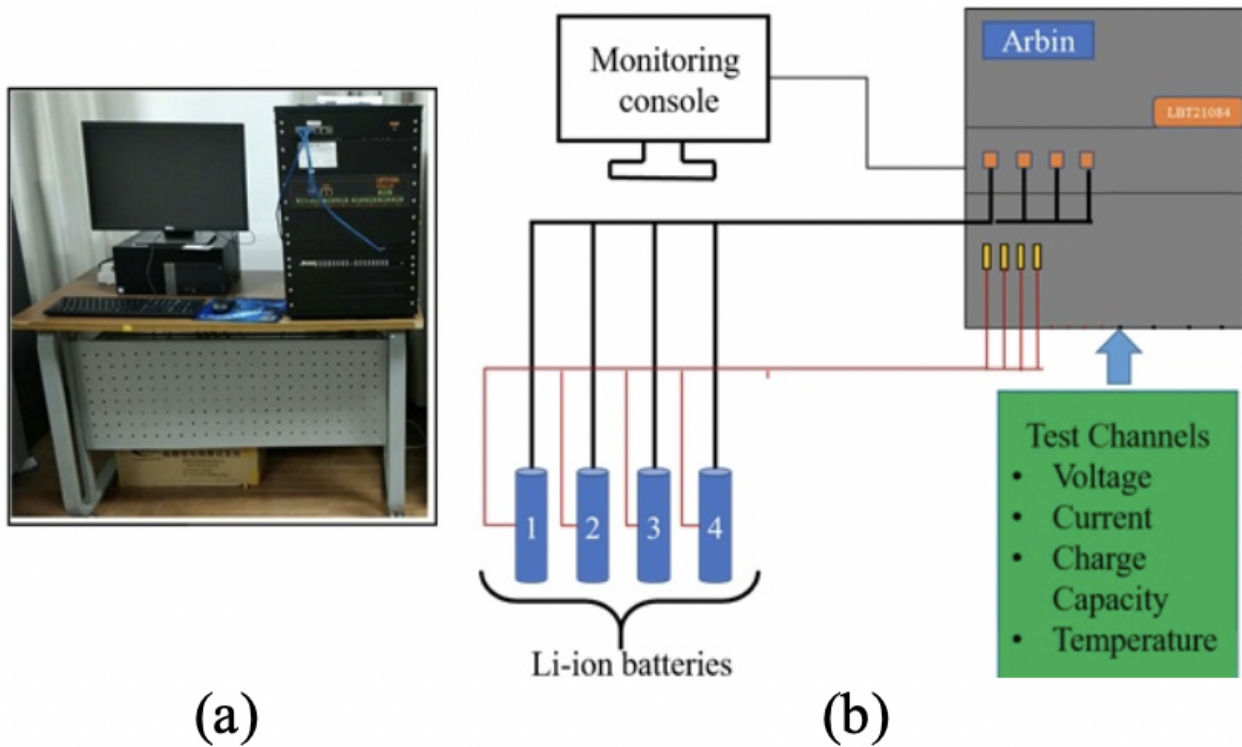 Monitoring
console
Arbin
LBT21084
1 2 3 4
Li-ion batteries
Test Channels
• Voltage
• Current
• Charge
Capacity
• Temperature
(a)
(b)